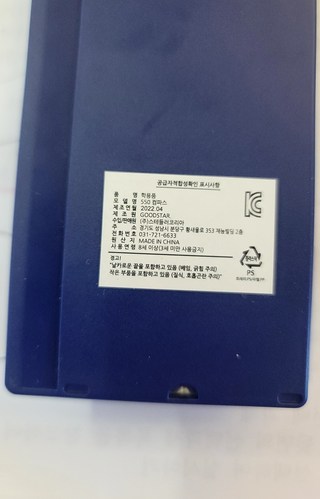 공급자적합성확인 표시사항
품 명 학용품
모 델 명 550 컴파스
제조연월 2022.04
제 조 원 GOODSTAR.
수입/판매원 (주)스테들러코리아
주 소 경기도 성남시 분당구 황새울로 353 재능빌딩 2층
전화번호 031-721-6633
원 산 지 MADE IN CHINA
사용연령 8세 이상(3세 미만 사용금지)
경고!
"날카로운 끝을 포함하고 있음 (베임, 긁힘 주의)
작은 부품을 포함하고 있음 (질식, 호흡곤란 주의)"
KC
플라스틱
PS